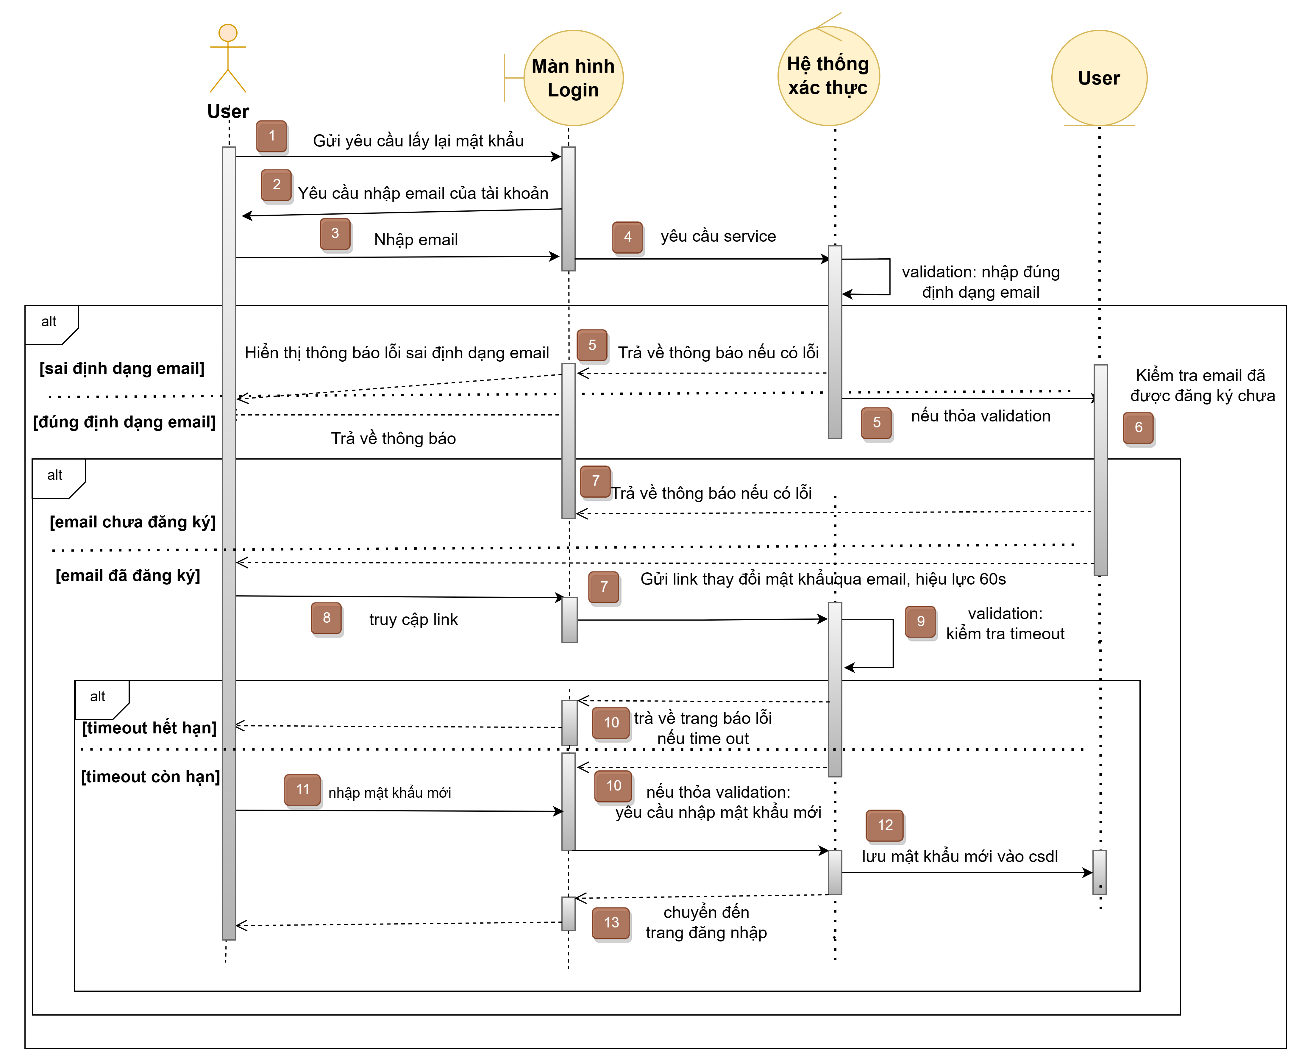 User
Màn hình
Login
Hệ thống
xác thực
User
1
Gửi yêu cầu lấy lại mật khẩu
2
Yêu cầu nhập email của tài khoản
3
Nhập email
4
yêu cầu service
validation: nhập đúng
định dạng email
alt
[sai định dạng email]
Hiển thị thông báo lỗi sai định dạng email
5
Trả về thông báo nếu có lỗi
Kiểm tra email đã
được đăng ký chưa
[đúng định dạng email]
Trả về thông báo
5
nếu thỏa validation
6
alt
7
Trả về thông báo nếu có lỗi
[email chưa đăng ký]
[email đã đăng ký]
7
Gửi link thay đổi mật khẩu qua email, hiệu lực 60s
8
truy cập link
9
validation:
kiểm tra timeout
alt
[timeout hết hạn]
10
trà về trang báo lỗi
nếu time out
[timeout còn hạn]
11
nhập mật khẩu mới
10
nếu thỏa validation:
yêu cầu nhập mật khẩu mới
12
lưu mật khẩu mới vào csdl
13
chuyển đến
trang đăng nhập